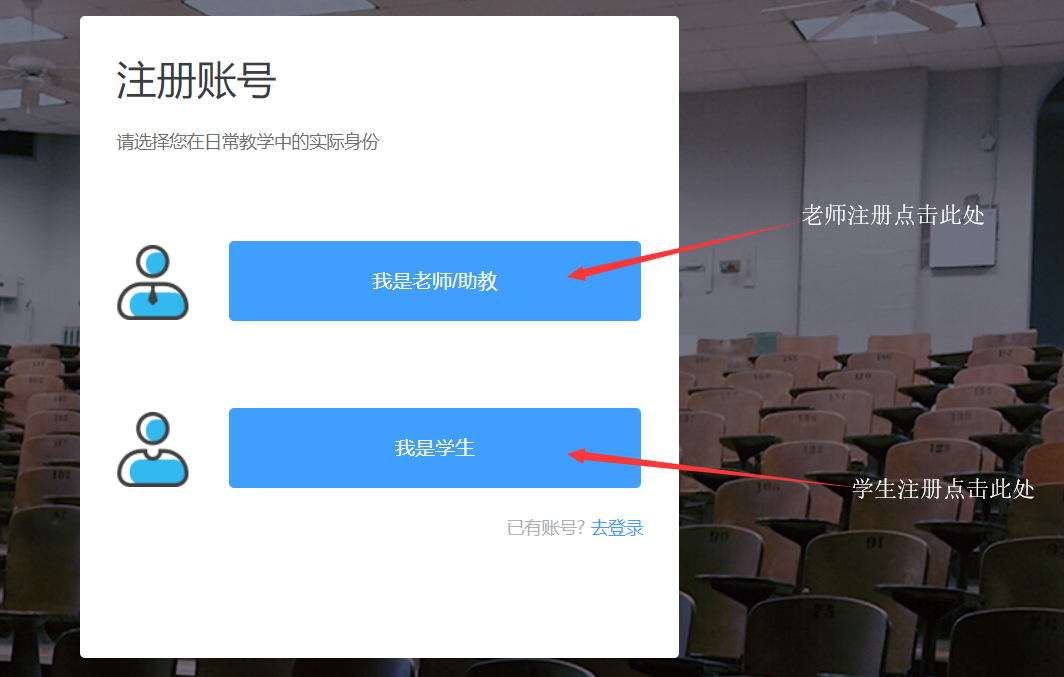 注册账号
请选择您在日常教学中的实际身份
老师注册点击此处
我是老师/助教
我是学生
学生注册点击此处
已有账号? 去登录